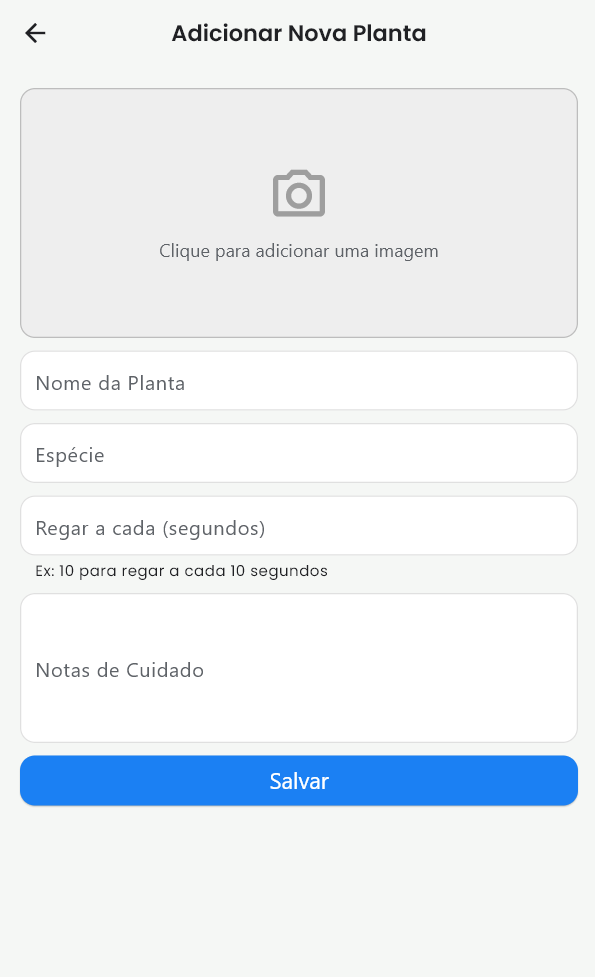 Adicionar Nova Planta
Clique para adicionar uma imagem
Nome da Planta
Espécie
Regar a cada (segundos)
Ex: 10 para regar a cada 10 segundos
Notas de Cuidado
Salvar